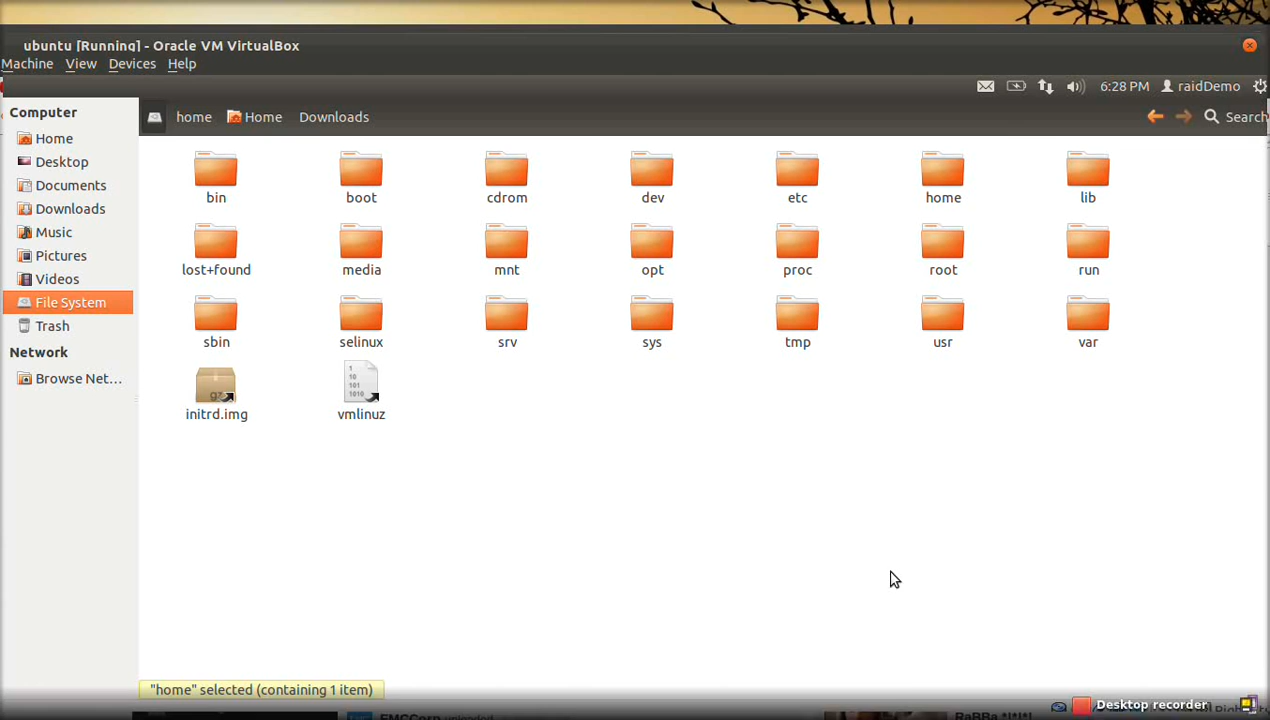 ubuntu [Running] - Oracle VM VirtualBox
Machine View Devices Help
6:28 PM raidDemo
Computer
home Home Downloads Search
Home
Desktop
Documents
Downloads
Music
Pictures
Videos
File System
Trash
Network
Browse Net...
bin boot cdrom dev etc home lib
lost+found media mnt opt proc root run
sbin selinux srv sys tmp usr var
initrd.img vmlinuz
"home" selected (containing 1 item)
Desktop recorder
EMCCorp uploaded